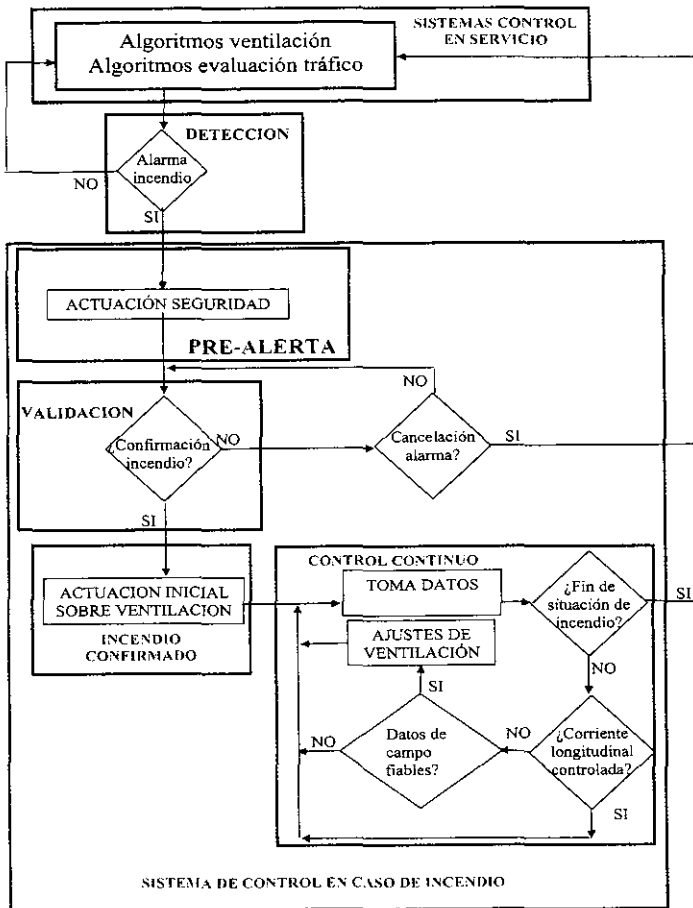 SISTEMAS CONTROL
EN SERVICIO
Algoritmos ventilación
Algoritmos evaluación tráfico
DETECCION
Alarma
incendio
NO
SI
ACTUACIÓN SEGURIDAD
PRE-ALERTA
NO
VALIDACION
¿Confirmación
incendio?
NO
Cancelación
alarma?
SI
SI
CONTROL CONTINUO
ACTUACION INICIAL
SOBRE VENTILACION
TOMA DATOS
¿Fin de
situación de
incendio?
SI
INCENDIO
CONFIRMADO
AJUSTES DE
VENTILACIÓN
NO
SI
Datos de
campo
fiables?
NO
NO
¿Corriente
longitudinal
controlada?
SI
SISTEMA DE CONTROL EN CASO DE INCENDIO